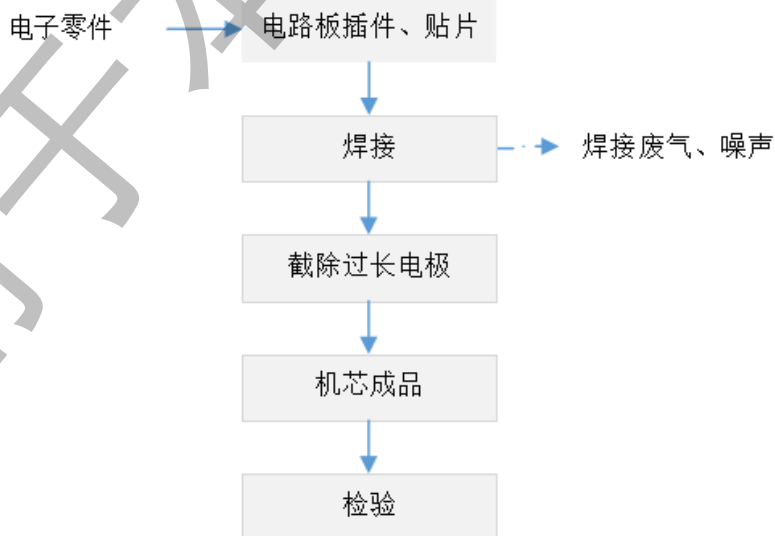 电子零件
电路板插件、贴片
焊接
焊接废气、噪声
截除过长电极
机芯成品
检验